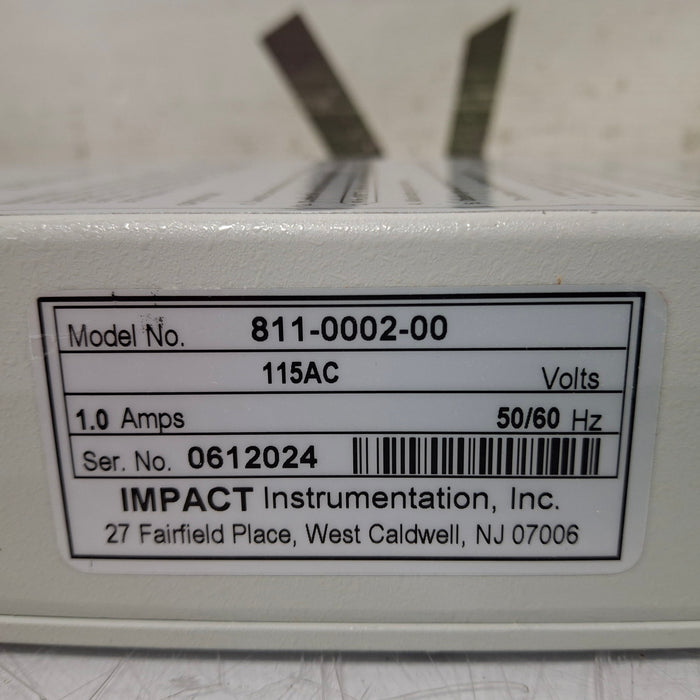 Model No. 811-0002-00
115AC Volts
1.0 Amps 50/60 Hz
Ser. No. 0612024
IMPACT Instrumentation, Inc.
27 Fairfield Place, West Caldwell, NJ 07006